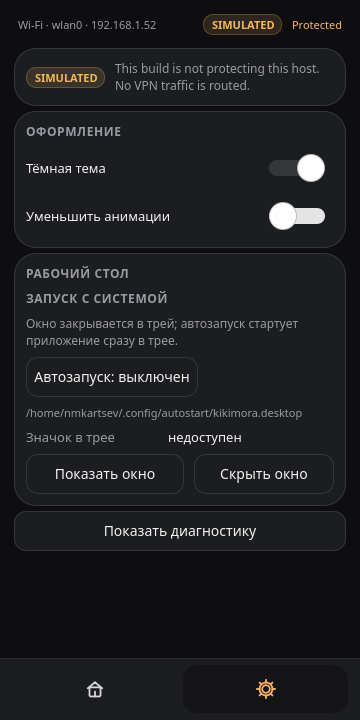 Wi-Fi · wlan0 · 192.168.1.52 SIMULATED Protected
SIMULATED This build is not protecting this host.
No VPN traffic is routed.
ОФОРМЛЕНИЕ
Тёмная тема
Уменьшить анимации
РАБОЧИЙ СТОЛ
ЗАПУСК С СИСТЕМОЙ
Окно закрывается в трей; автозапуск стартует
приложение сразу в трее.
Автозапуск: выключен
/home/nmkartsev/.config/autostart/kikimora.desktop
Значок в трее недоступен
Показать окно Скрыть окно
Показать диагностику